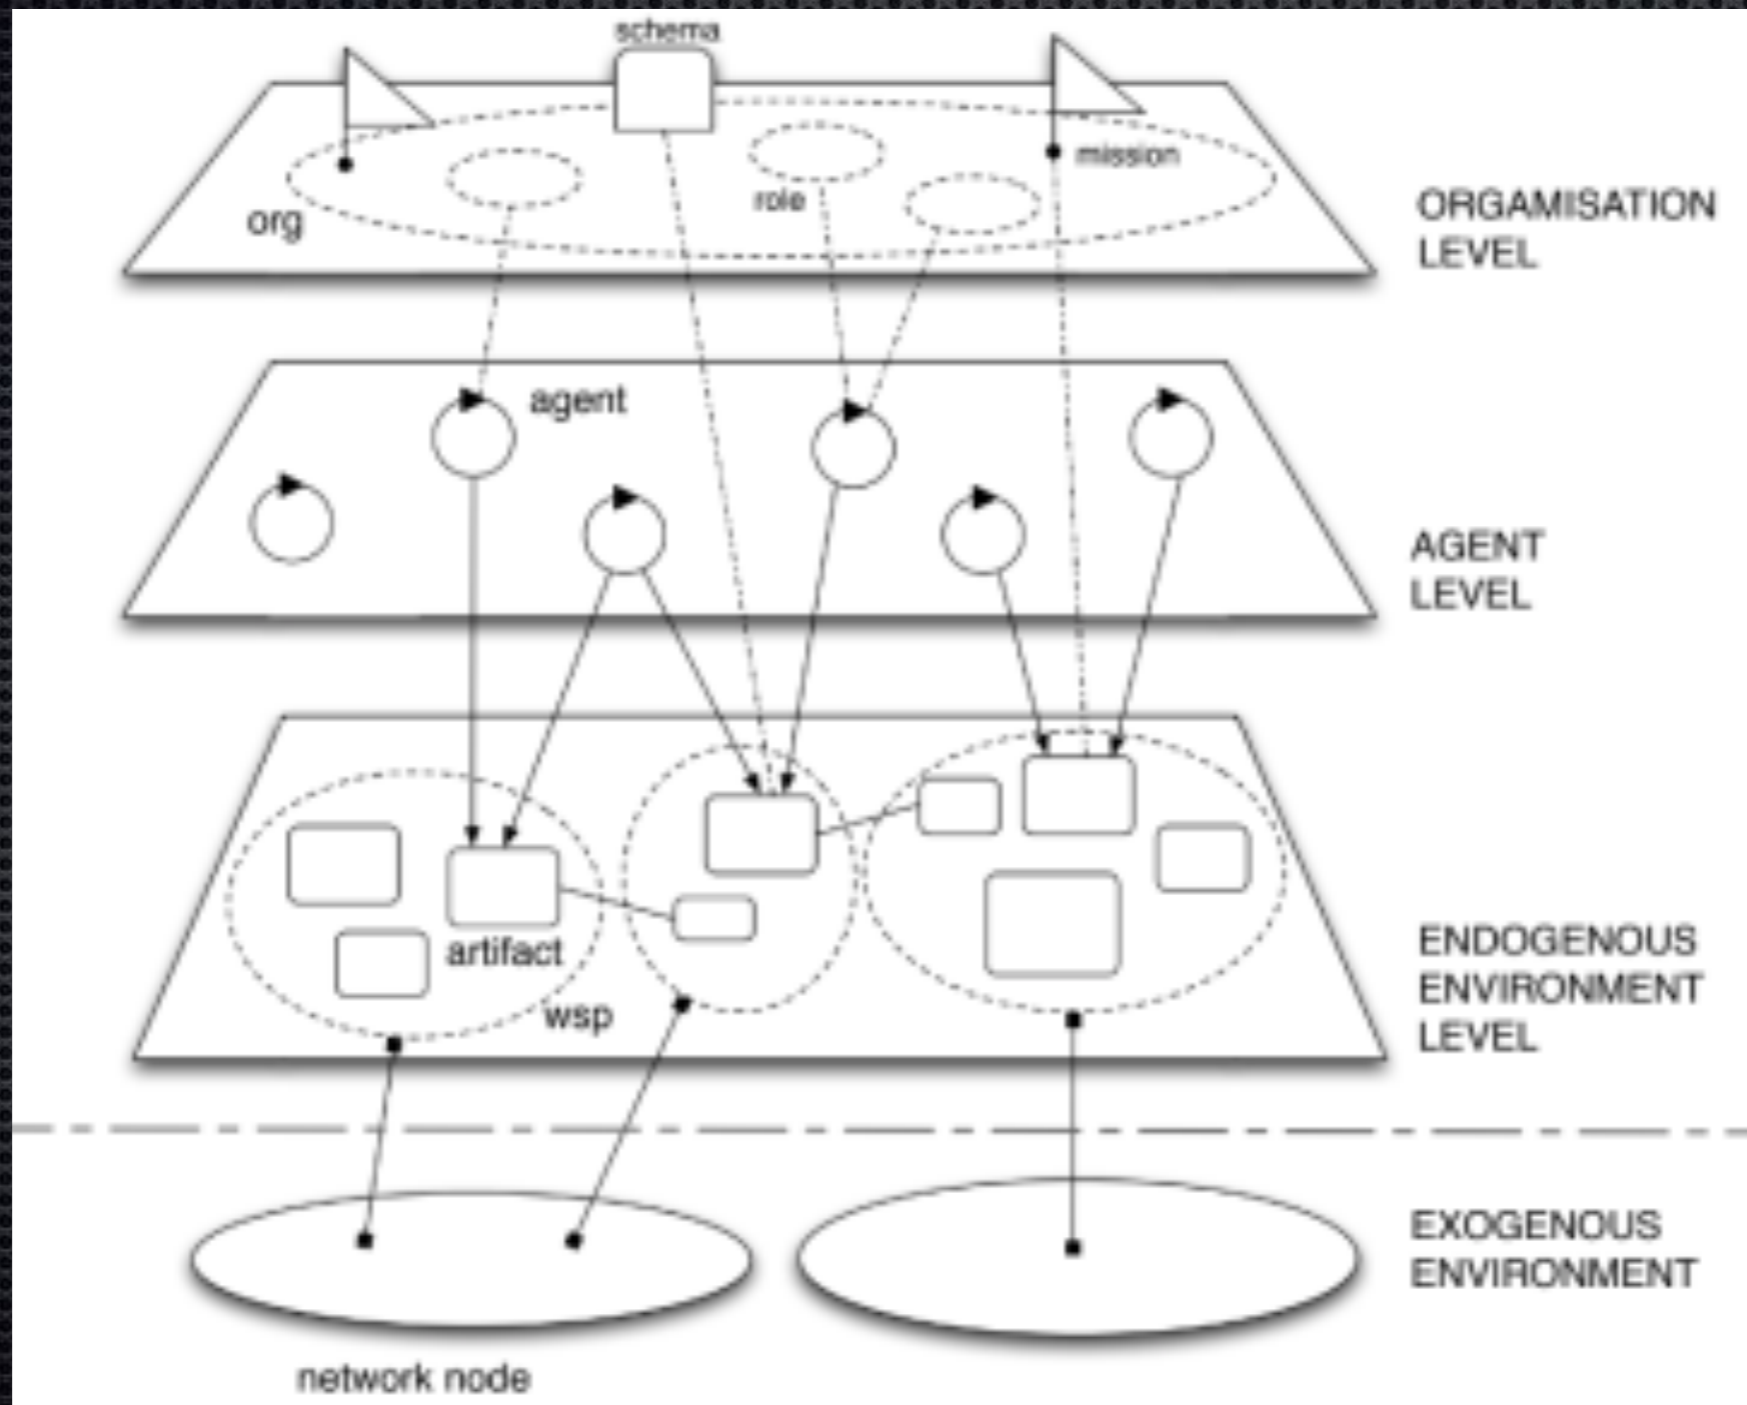 schema
mission
role
org
ORGAMISATION
LEVEL
agent
AGENT
LEVEL
artifact
wsp
ENDOGENOUS
ENVIRONMENT
LEVEL
EXOGENOUS
ENVIRONMENT
network node